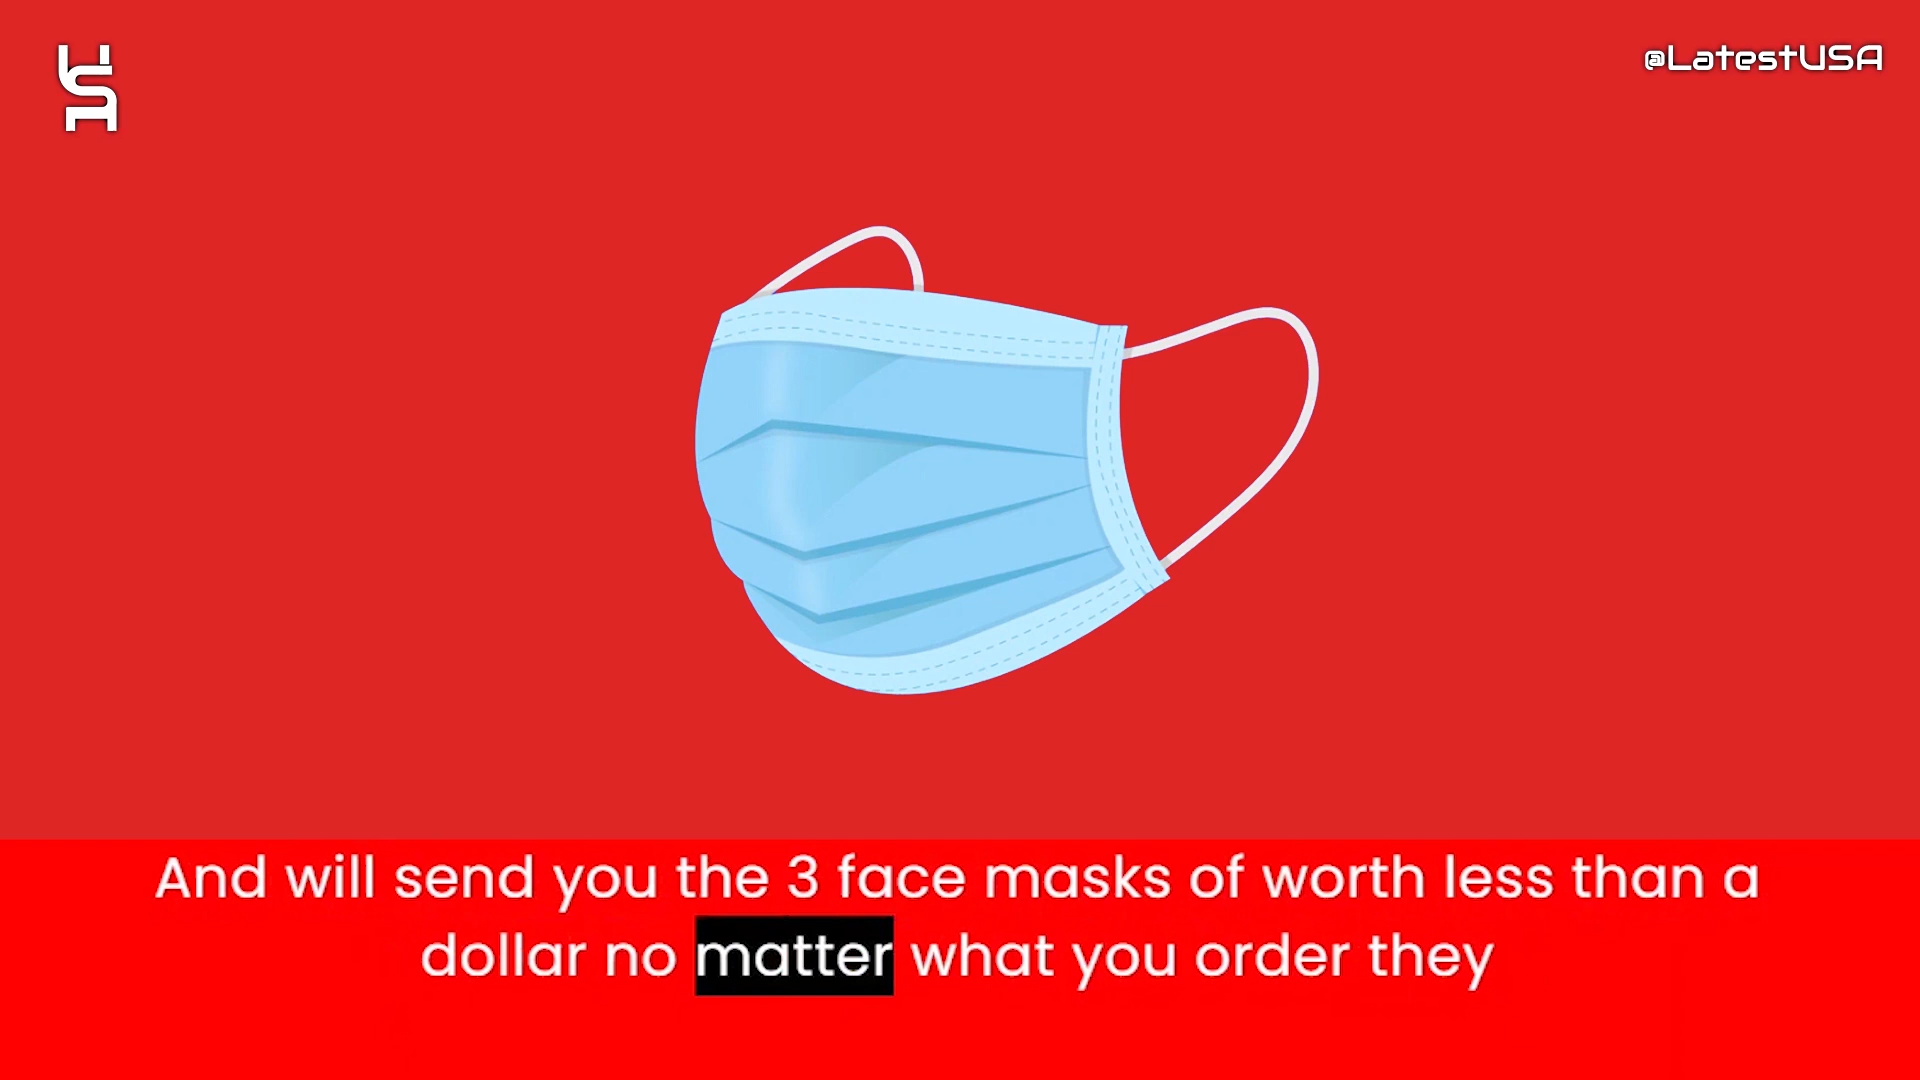 USA
@LatestUSA
And will send you the 3 face masks of worth less than a
dollar no matter what you order they